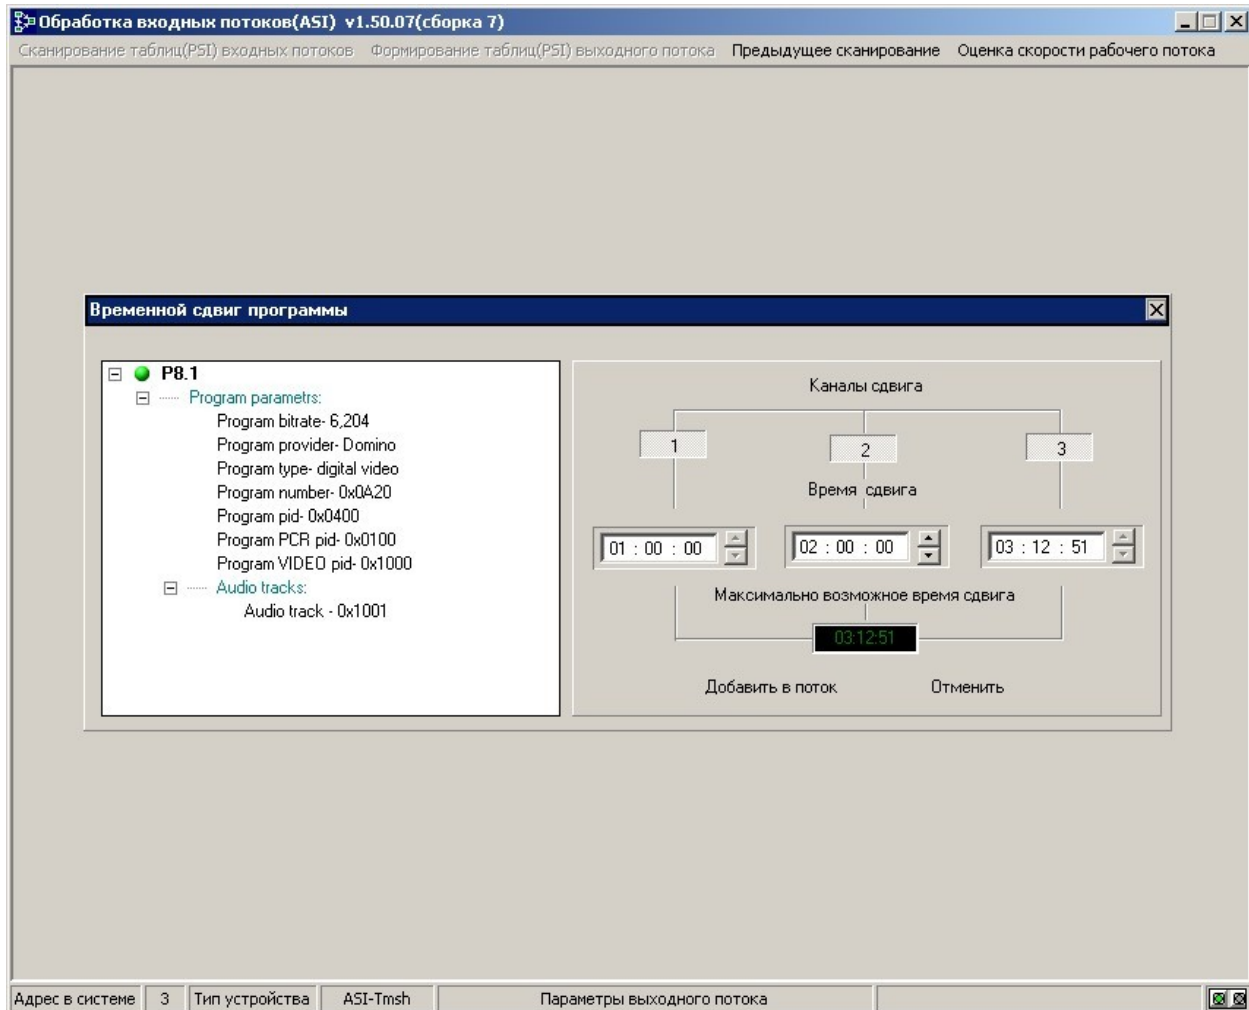 Обработка входных потоков(ASI) v1.50.07(сборка 7)
Сканирование таблиц(PSI) входных потоков Формирование таблиц(PSI) выходного потока Предыдущее сканирование Оценка скорости рабочего потока
Временной сдвиг программы
P8.1
Program parametrs:
Program bitrate- 6,204
Program provider- Domino
Program type- digital video
Program number- 0x0A20
Program pid- 0x0400
Program PCR pid- 0x0100
Program VIDEO pid- 0x1000
Audio tracks:
Audio track - 0x1001
Каналы сдвига
1 2 3
Время сдвига
01 : 00 : 00 02 : 00 : 00 03 : 12 : 51
Максимально возможное время сдвига
03:12:51
Добавить в поток Отменить
Адрес в системе 3 Тип устройства ASI-Tmsh Параметры выходного потока